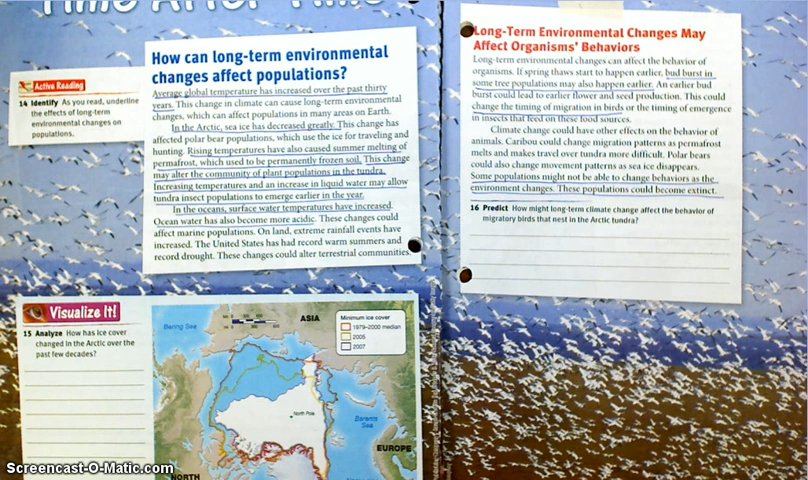 Time After Time
How can long-term environmental
changes affect populations?
Active Reading
14 Identify As you read, underline
the effects of long-term
environmental changes on
populations.
Average global temperature has increased over the past thirty
years. This change in climate can cause long-term environmental
changes, which can affect populations in many areas on Earth.
In the Arctic, sea ice has decreased greatly. This change has
affected polar bear populations, which use the ice for traveling and
hunting. Rising temperatures have also caused summer melting of
permafrost, which used to be permanently frozen soil. This change
may alter the community of plant populations in the tundra.
Increasing temperatures and an increase in liquid water may allow
tundra insect populations to emerge earlier in the year.
In the oceans, surface water temperatures have increased.
Ocean water has also become more acidic. These changes could
affect marine populations. On land, extreme rainfall events have
increased. The United States has had record warm summers and
record drought. These changes could alter terrestrial communities.
Visualize It!
15 Analyze How has ice cover
changed in the Arctic over the
past few decades?
Bering Sea
ASIA
Minimum ice cover
1979–2000 median
2005
2007
North Pole
Barents
Sea
EUROPE
NORTH
Long-Term Environmental Changes May
Affect Organisms' Behaviors
Long-term environmental changes can affect the behavior of
organisms. If spring thaws start to happen earlier, bud burst in
some tree populations may also happen earlier. An earlier bud
burst could lead to earlier flower and seed production. This could
change the timing of migration in birds or the timing of emergence
in insects that feed on these food sources.
Climate change could have other effects on the behavior of
animals. Caribou could change migration patterns as permafrost
melts and makes travel over tundra more difficult. Polar bears
could also change movement patterns as sea ice disappears.
Some populations might not be able to change behaviors as the
environment changes. These populations could become extinct.
16 Predict How might long-term climate change affect the behavior of
migratory birds that nest in the Arctic tundra?
Screencast-O-Matic.com